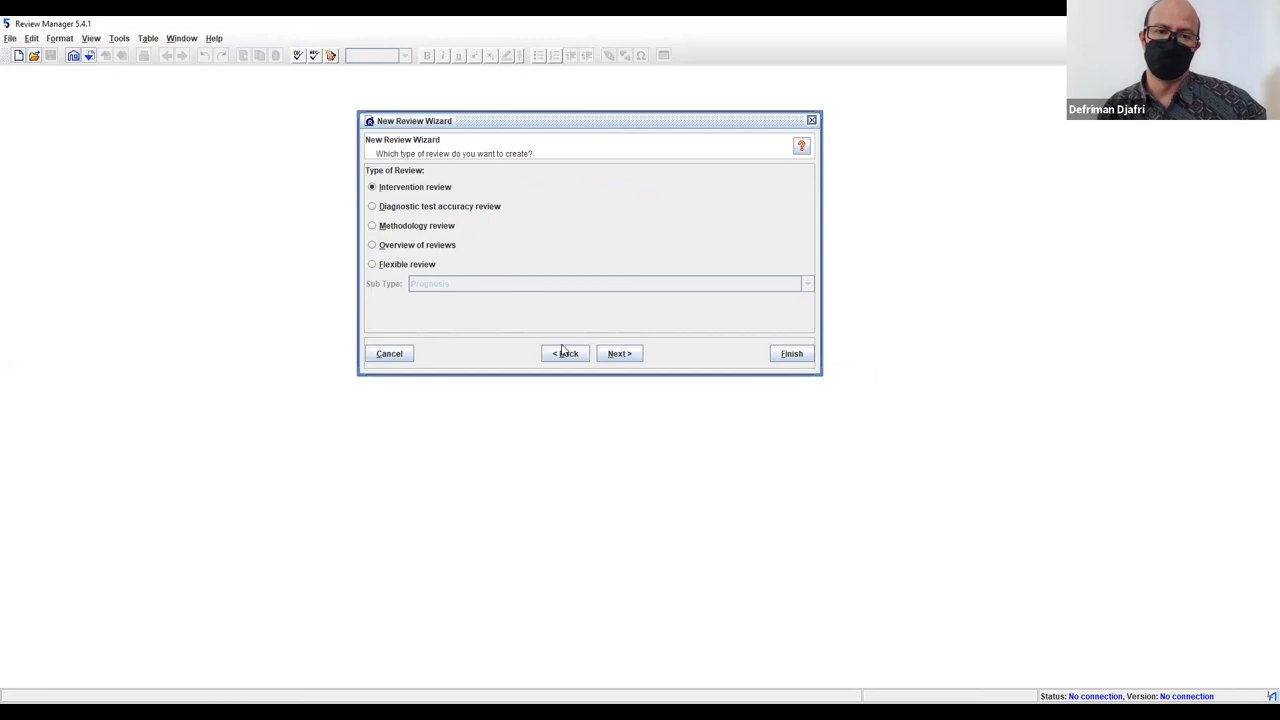 Review Manager 5.4.1
File Edit Format View Tools Table Window Help
Defriman Djafri
New Review Wizard
New Review Wizard
Which type of review do you want to create?
Type of Review:
Intervention review
Diagnostic test accuracy review
Methodology review
Overview of reviews
Flexible review
Sub Type: Prognosis
Cancel < Back Next > Finish
Status: No connection, Version: No connection